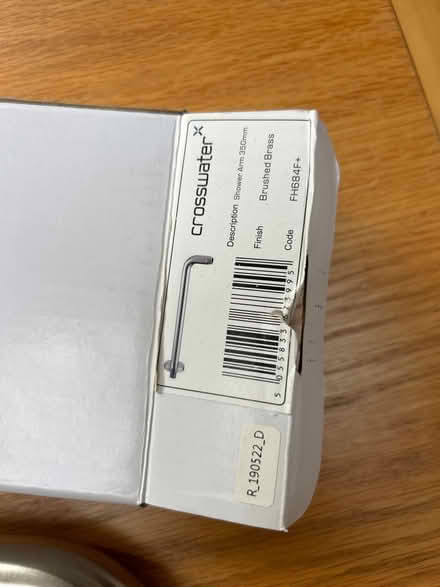 crosswater
Description Shower Arm 350mm
Finish Brushed Brass
Code FH684F+
R_190522_D